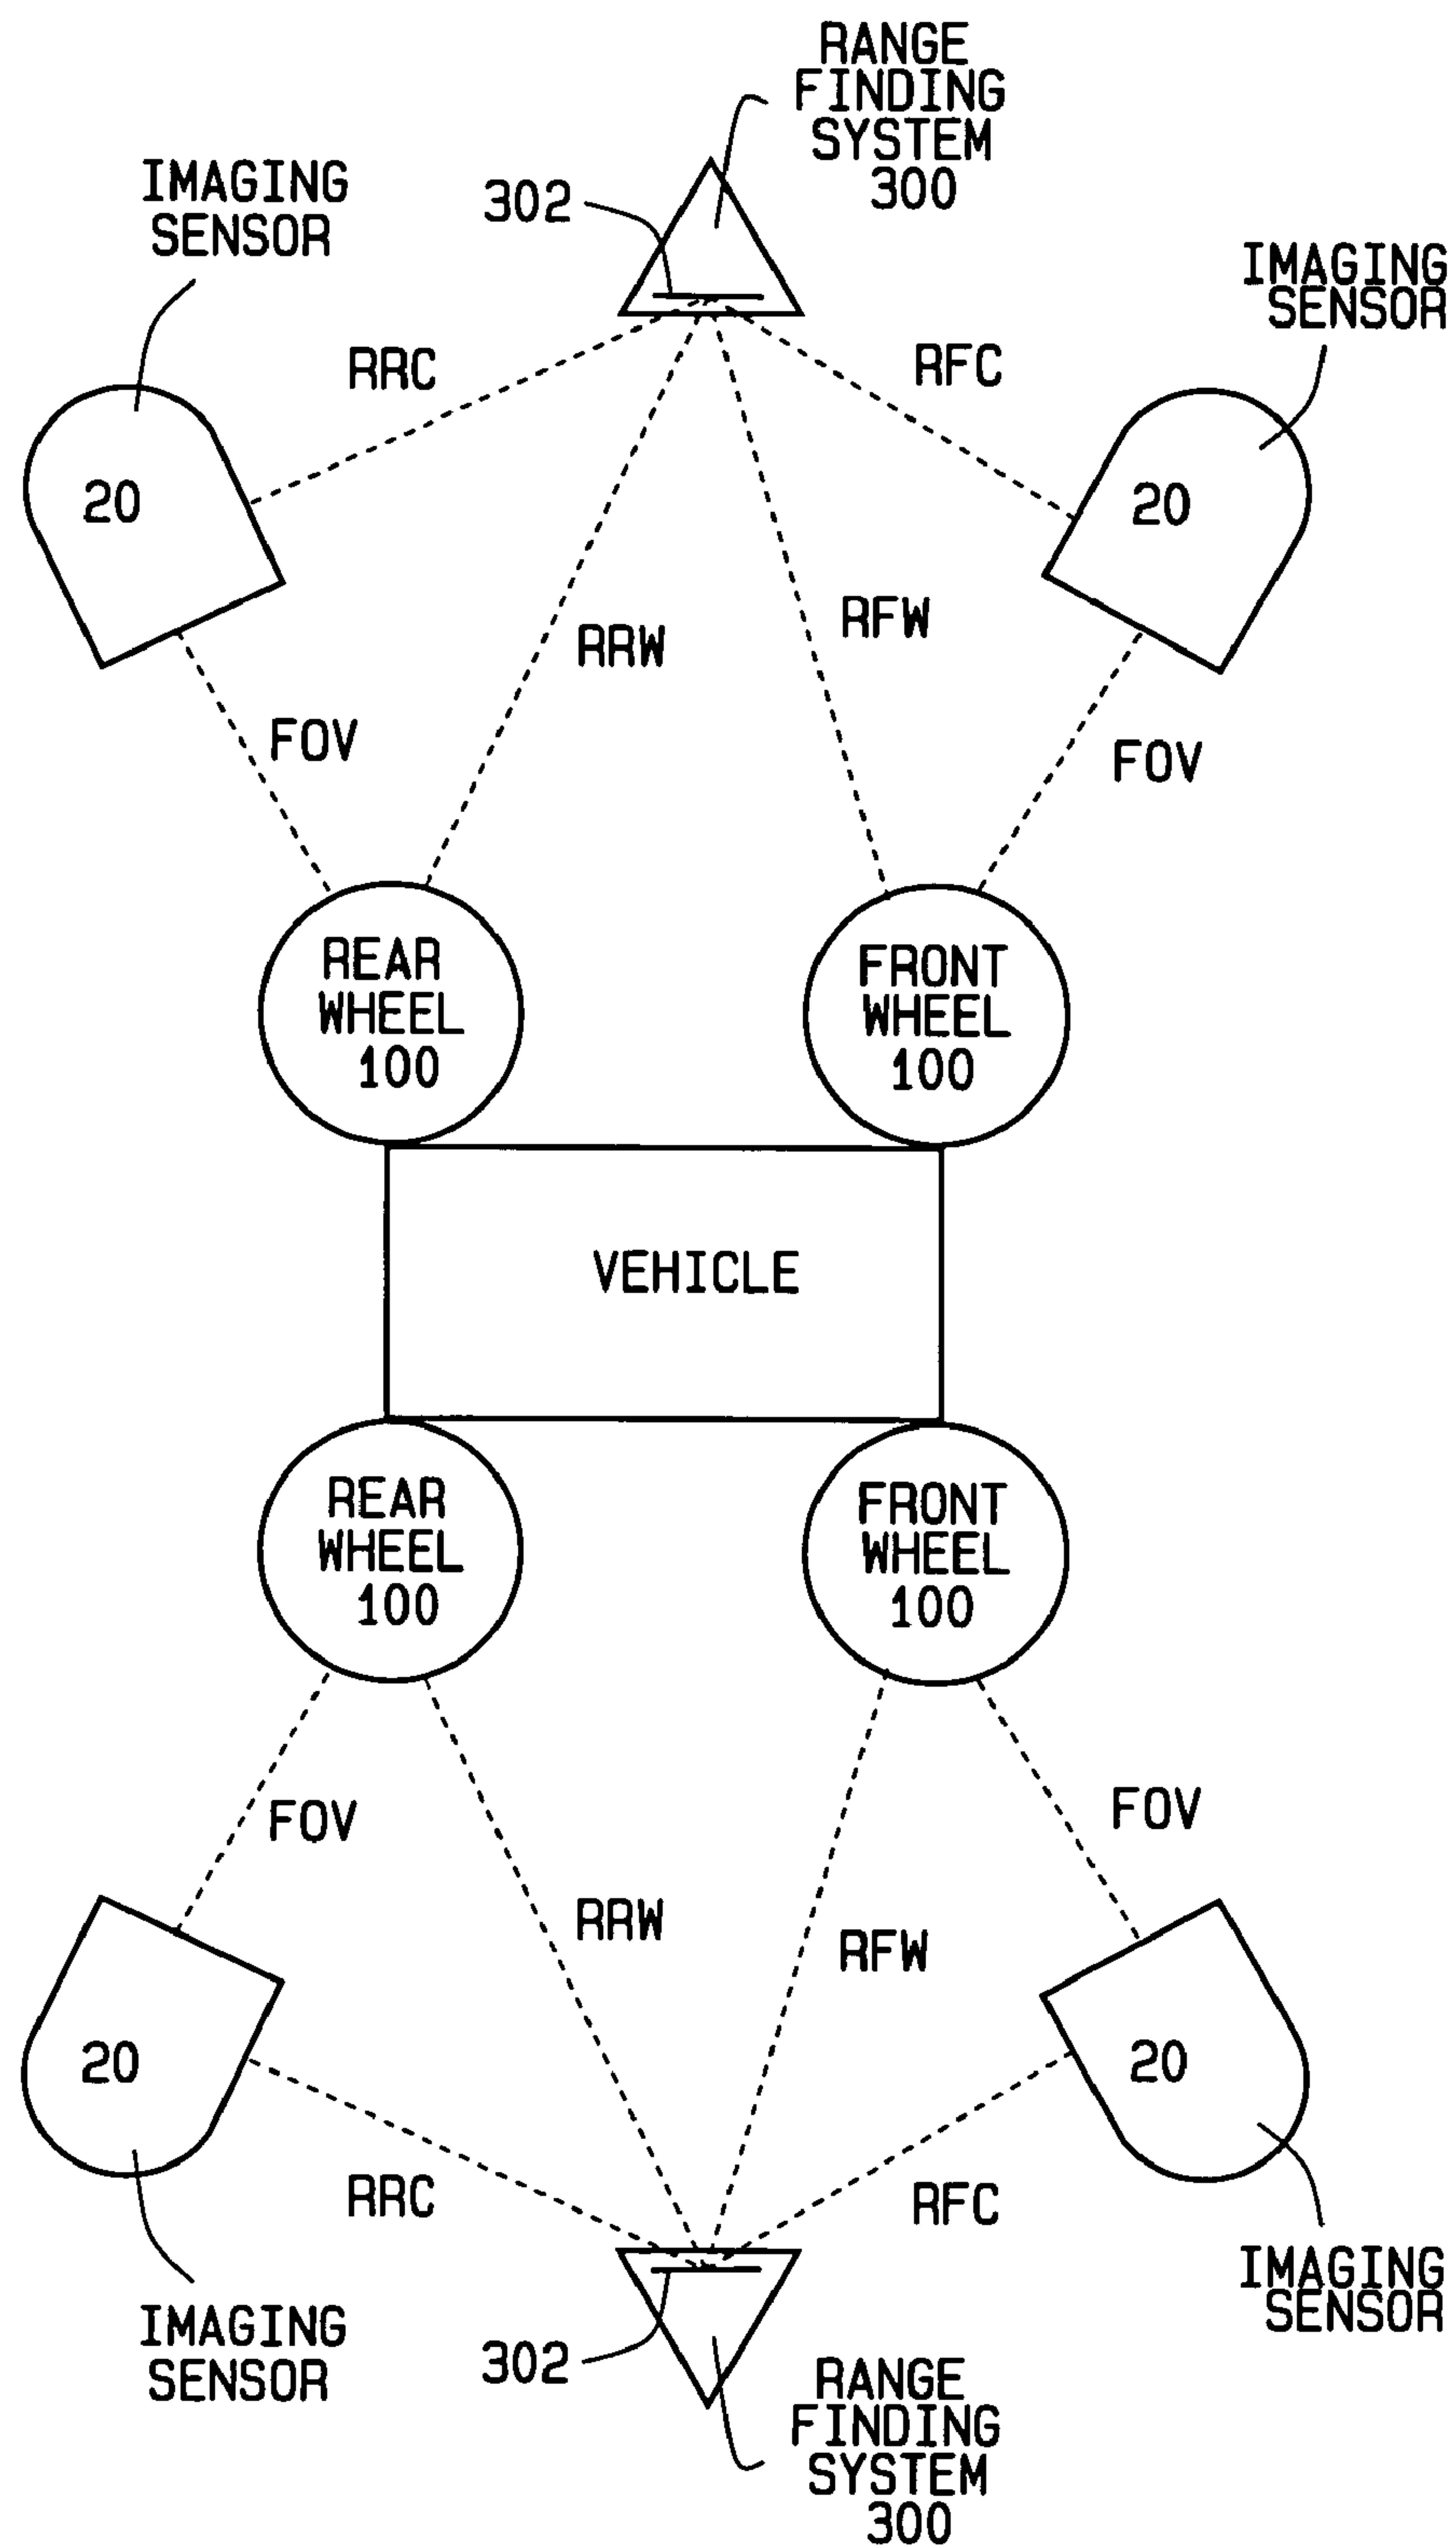 RANGE
FINDING
SYSTEM
300
302
IMAGING
SENSOR
IMAGING
SENSOR
RRC
RFC
20
20
RRW
RFW
FOV
FOV
REAR
WHEEL
100
FRONT
WHEEL
100
VEHICLE
REAR
WHEEL
100
FRONT
WHEEL
100
FOV
FOV
RRW
RFW
20
20
RRC
RFC
IMAGING
SENSOR
IMAGING
SENSOR
302
RANGE
FINDING
SYSTEM
300